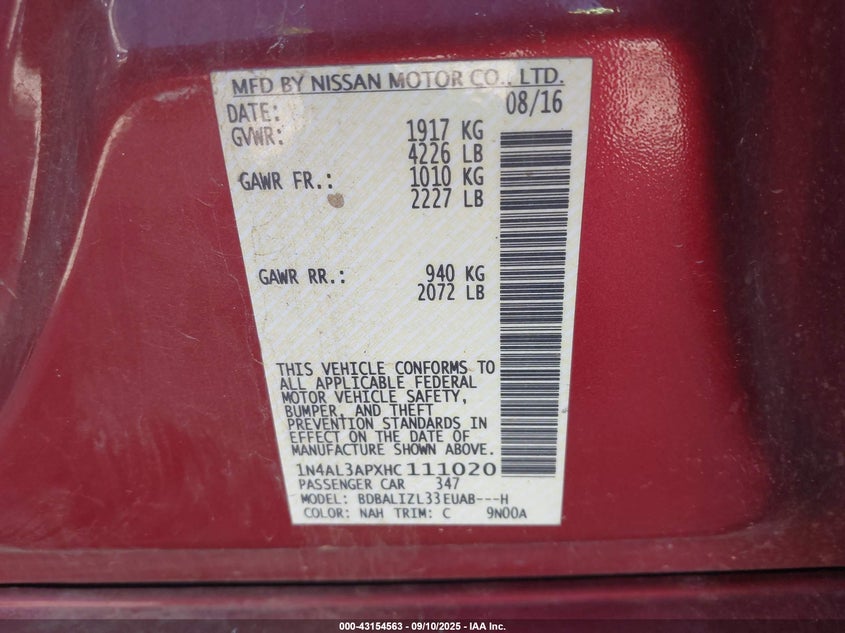 MFD BY NISSAN MOTOR CO., LTD.
DATE: 08/16
GVWR: 1917 KG
4226 LB
GAWR FR.: 1010 KG
2227 LB
GAWR RR.: 940 KG
2072 LB
THIS VEHICLE CONFORMS TO
ALL APPLICABLE FEDERAL
MOTOR VEHICLE SAFETY,
BUMPER, AND THEFT
PREVENTION STANDARDS IN
EFFECT ON THE DATE OF
MANUFACTURE SHOWN ABOVE.
1N4AL3APXHC111020
PASSENGER CAR 347
MODEL: BDBALIZL33EUAB---H
COLOR: NAH TRIM: C 9N00A
000-43154563 - 09/10/2025 - IAA Inc.